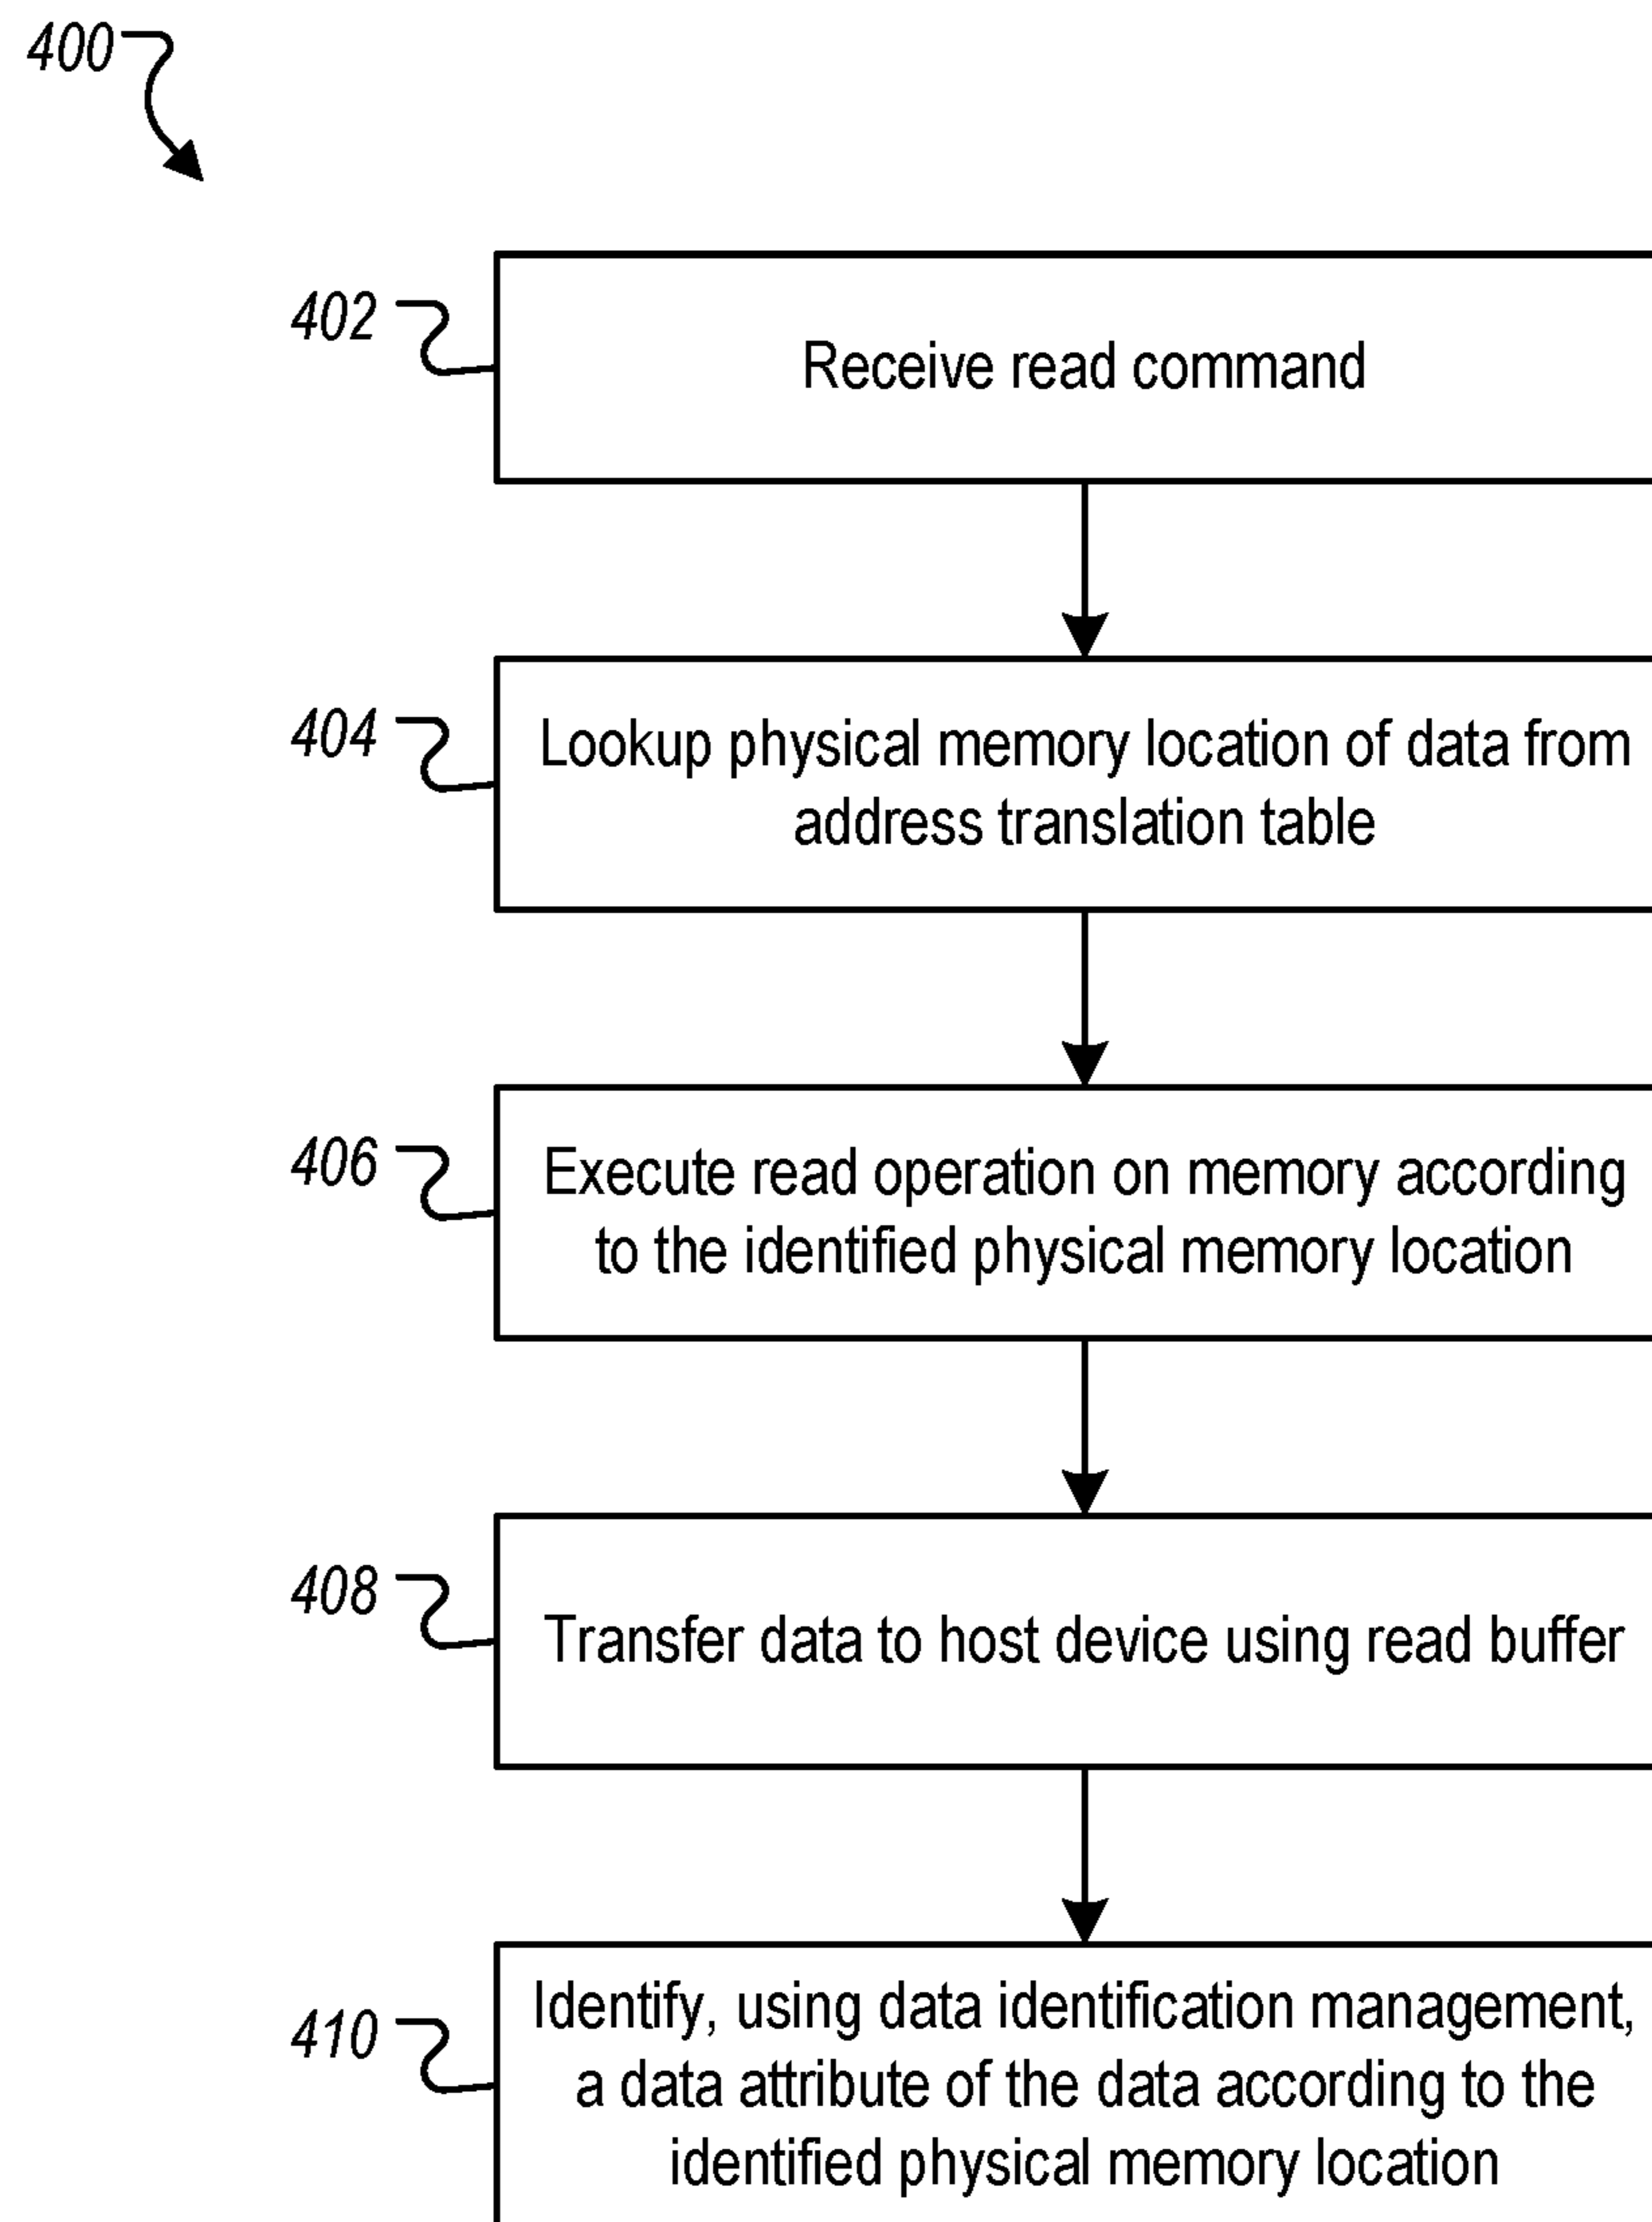 400
402
Receive read command
404
Lookup physical memory location of data from
address translation table
406
Execute read operation on memory according
to the identified physical memory location
408
Transfer data to host device using read buffer
410
Identify, using data identification management,
a data attribute of the data according to the
identified physical memory location